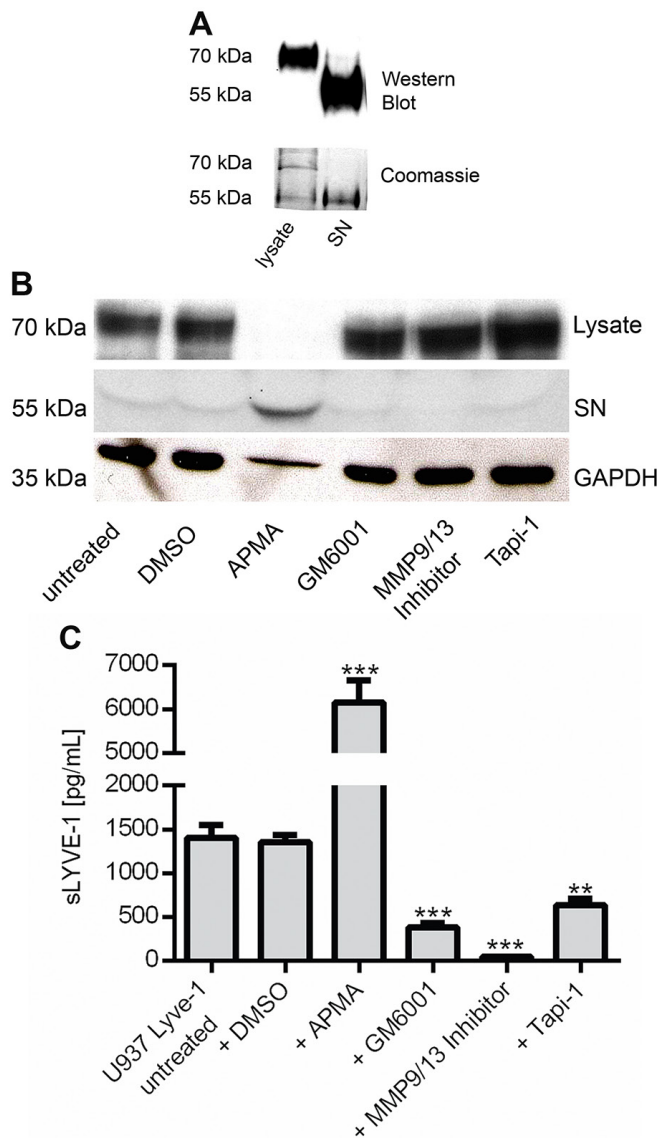 A
70 kDa
55 kDa
Western
Blot
70 kDa
55 kDa
Coomassie
lysate
SN
B
70 kDa
Lysate
55 kDa
SN
35 kDa
GAPDH
untreated
DMSO
APMA
GM6001
MMP9/13
Inhibitor
Tapi-1
C
sLYVE-1 [pg/mL]
7000
6000
5000
2000
1500
1000
500
0
***
***
***
**
U937 Lyve-1
untreated
+ DMSO
+ APMA
+ GM6001
+ MMP9/13 Inhibitor
+ Tapi-1